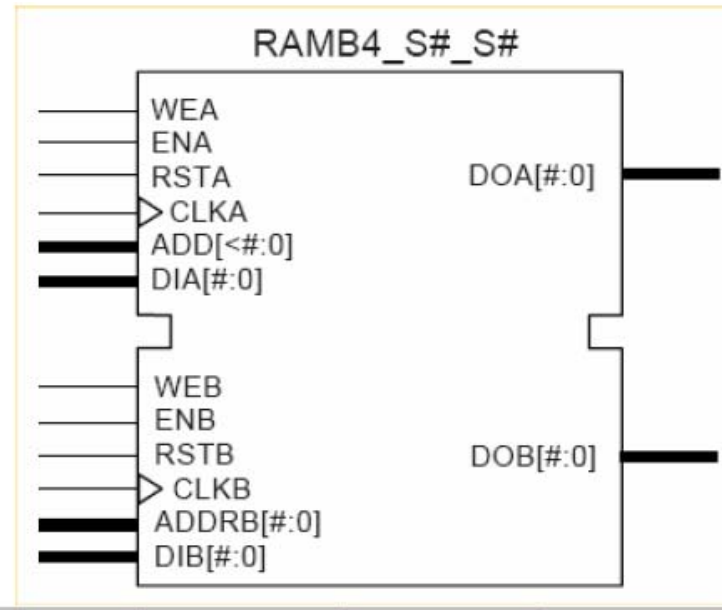 RAMB4_S#_S#
WEA
ENA
RSTA
DOA[#:0]
CLKA
ADD[<#:0]
DIA[#:0]
WEB
ENB
RSTB
DOB[#:0]
CLKB
ADDRB[#:0]
DIB[#:0]